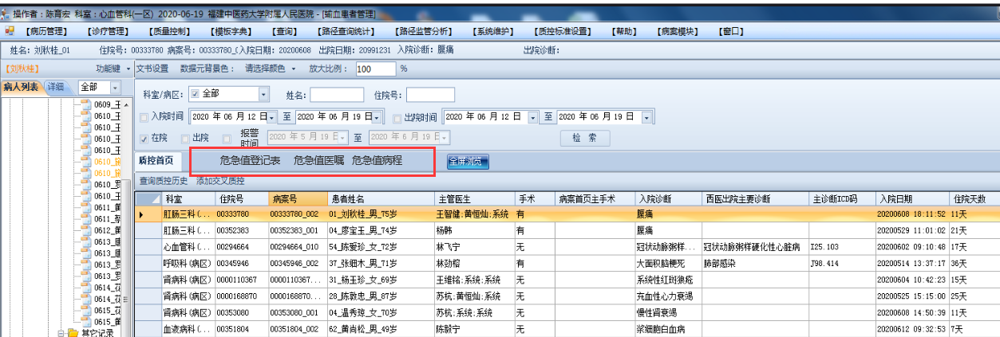 操作者：陈育宏 科室：心血管科(一区) 2020-06-19 福建中医药大学附属人民医院 - [输血患者管理]
【病历管理】 【诊疗管理】 【质量控制】 【模板字典】 【查询】 【路径查询统计】 【路径监管分析】 【系统维护】 【质控标准设置】 【帮助】 【病案模块】 【窗口】
姓名: 刘秋桂_01 住院号: 00333780 病案号: 00333780_( 入院日期: 20200608 出院日期: 20991231 入院诊断: 腰痛 出院诊断:
【刘秋桂】 功能键 文书设置 数据元背景色: 请选择颜色 放大比例: 100 %
病人列表 详细 全部
科室/病区: 全部 姓名: 住院号:
入院时间 2020 年 06 月 12 日 至 2020 年 06 月 19 日 出院时间 2020 年 06 月 12 日 至 2020 年 06 月 19 日
在院 出院 报警时间 2020 年 5 月 19 日 至 2020 年 6 月 19 日 检 索
质控首页 危急值登记表 危急值医嘱 危急值病程 全屏浏览
查询质控历史 添加交叉质控
科室 住院号 病案号 患者姓名 主管医生 手术 病案首页主手术 入院诊断 西医出院主要诊断 主诊断ICD码 入院日期 住院天数
肛肠三科(... 00333780 00333780_002 01_刘秋桂_男_75岁 王智健:黄恒灿:系统 有 腰痛 20200608 18:11:52 11天
肛肠三科(... 00352383 00352383_001 04_廖宝玉_男_74岁 杨韩 有 腰痛 20200529 11:01:02 21天
心血管科(... 00294664 00294664_010 54_陈爱珍_女_72岁 林飞宁 无 冠状动脉粥样... 冠状动脉粥样硬化性心脏病 I25.103 20200602 09:10:48 17天
呼吸科(病区) 00345946 00345946_002 37_张细木_男_71岁 林劲榕 有 大面积脑梗死 肺部感染 J98.414 20200514 13:37:17 36天
肾病科(病区) 0000110367 0000110367... 31_杨玉珍_女_69岁 王维铭:系统:系统 无 系统性红斑狼疮 20200604 10:42:23 15天
肾病科(病区) 0000168870 0000168870... 28_陈敦忠_男_87岁 苏杭:黄恒灿:系统 无 充血性心力衰竭 20200525 15:15:00 25天
肾病科(病区) 00353080 00353080_001 04_温秀琼_女_70岁 苏杭:系统:系统 无 慢性肾衰竭 20200608 14:50:39 11天
血液病科(... 00351804 00351804_002 62_黄尚松_男_49岁 陈毅宁 无 浆细胞白血病 20200612 09:32:53 7天
0609_王
0610_王
0610_王
0610_王
0610_王
0610_施
0610_施
0610_罗
0610_王
0611_黄
0611_蔡
0612_黄
0613_唐
0613_唐
0613_罗
0613_罗
0614_花
0614_花
0615_花
0615_黄
其它记录